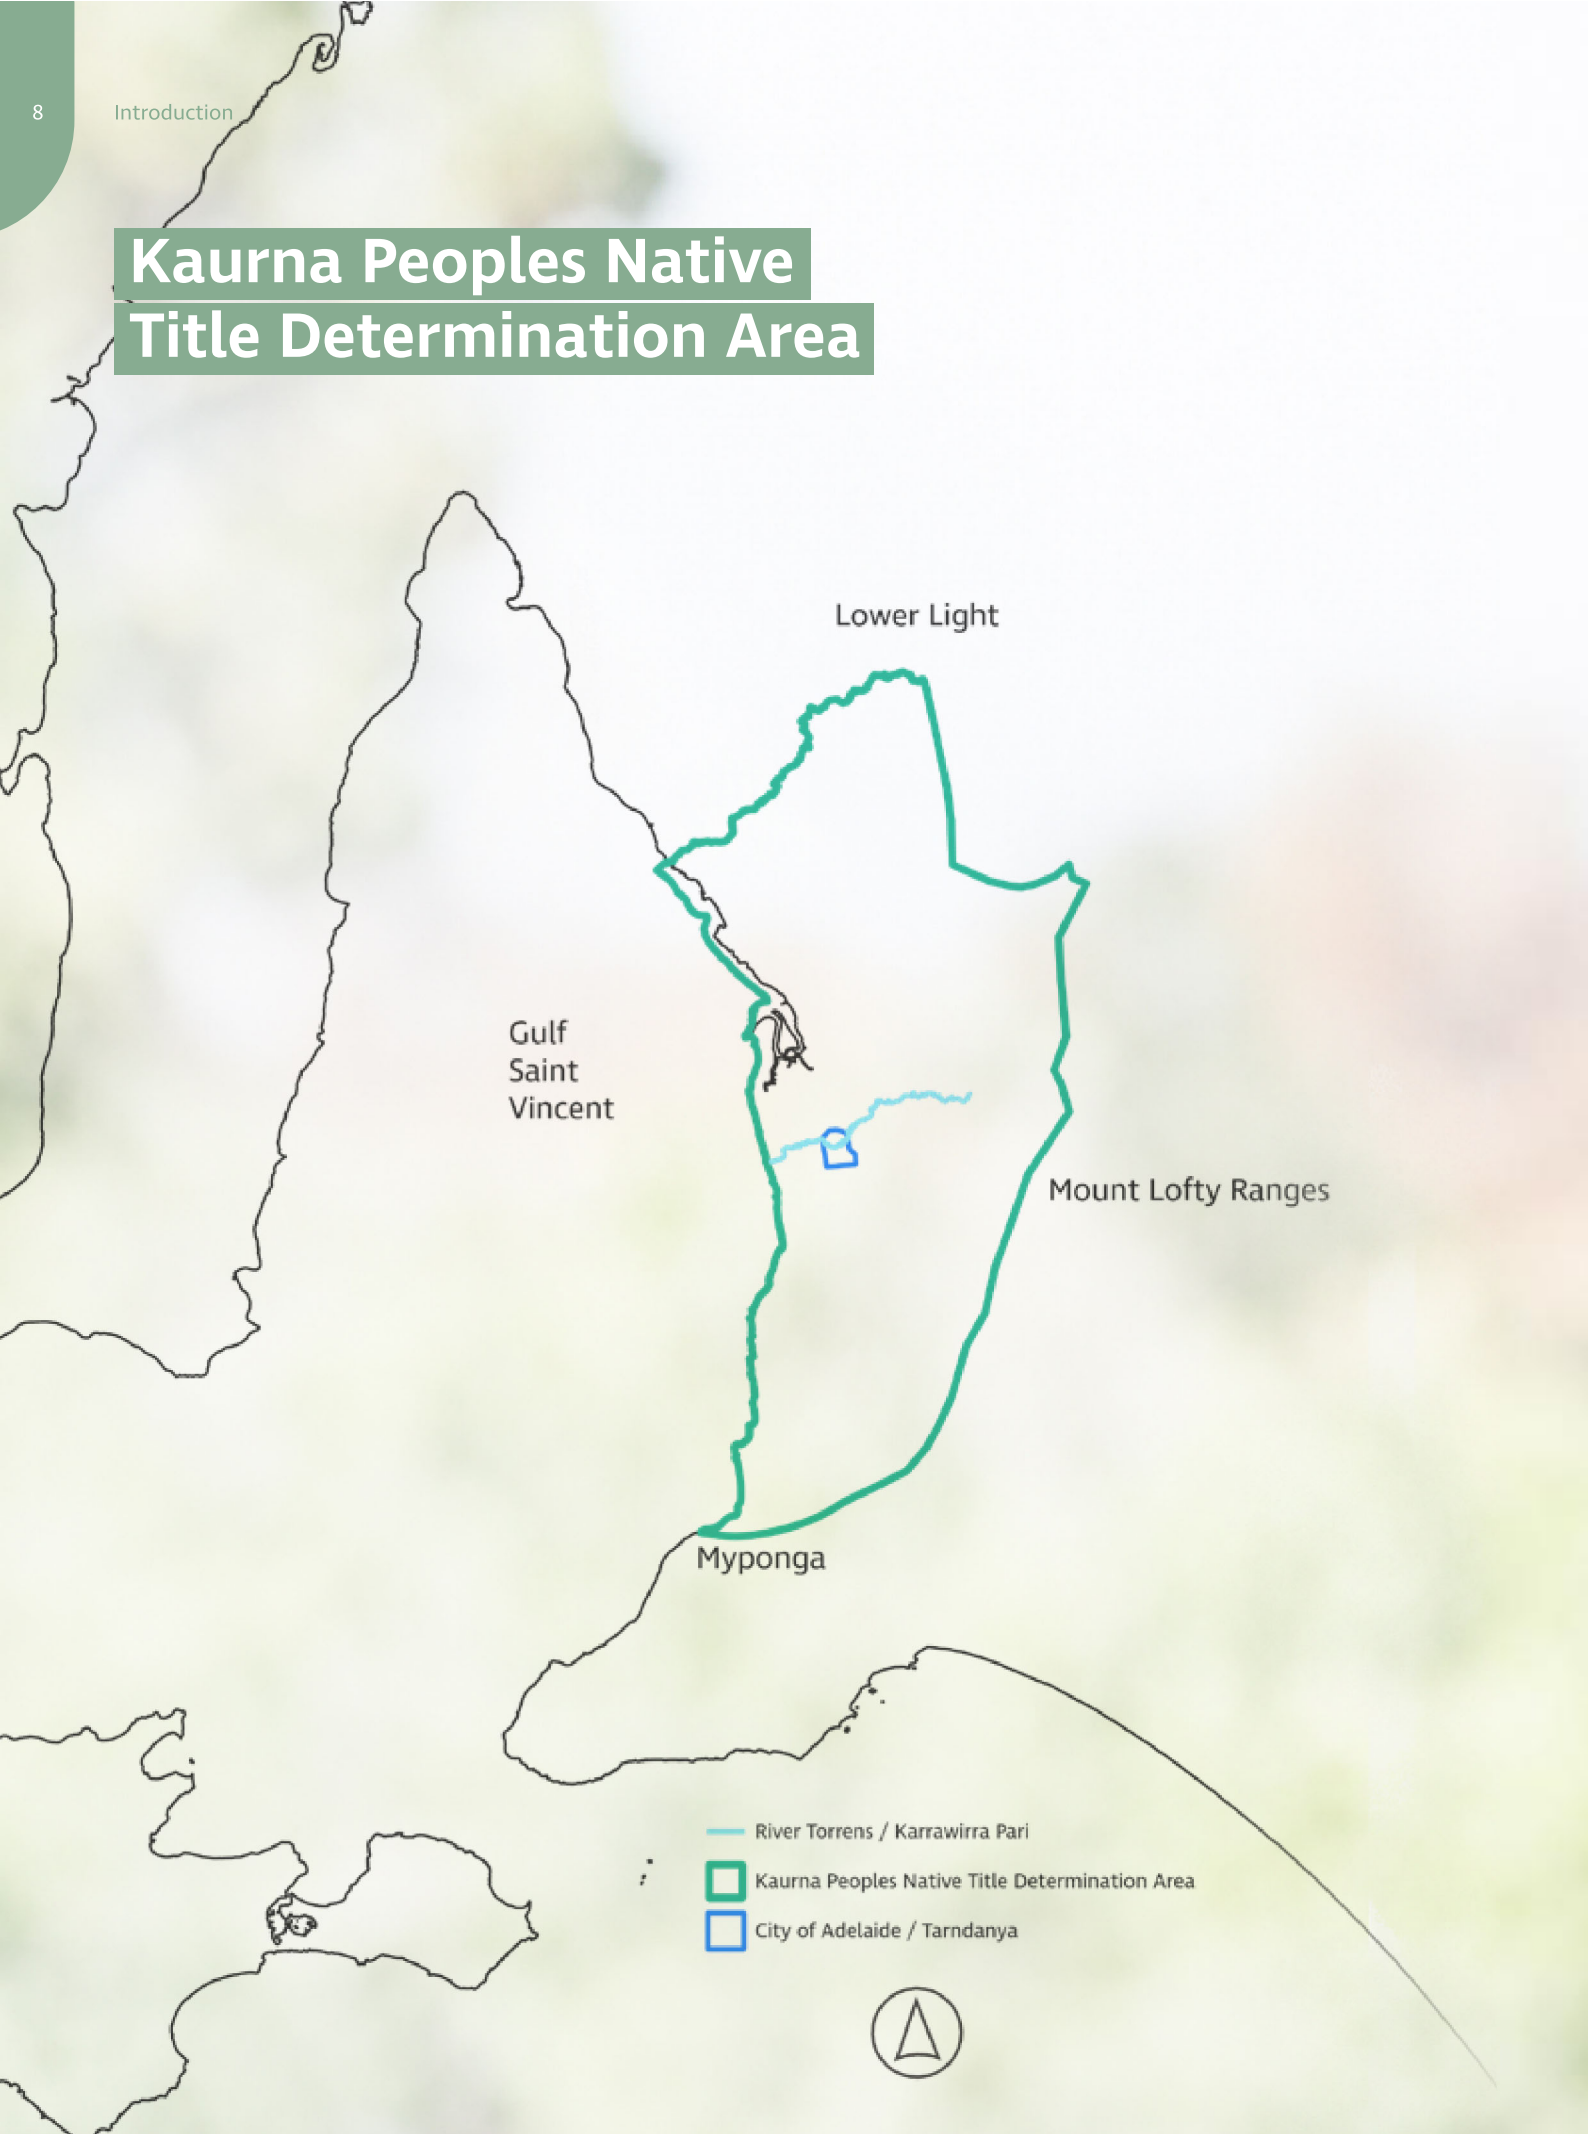 8
Introduction
Kaurna Peoples Native
Title Determination Area
Lower Light
Gulf
Saint
Vincent
Mount Lofty Ranges
Myponga
River Torrens / Karrawirra Pari
Kaurna Peoples Native Title Determination Area
City of Adelaide / Tarndanya